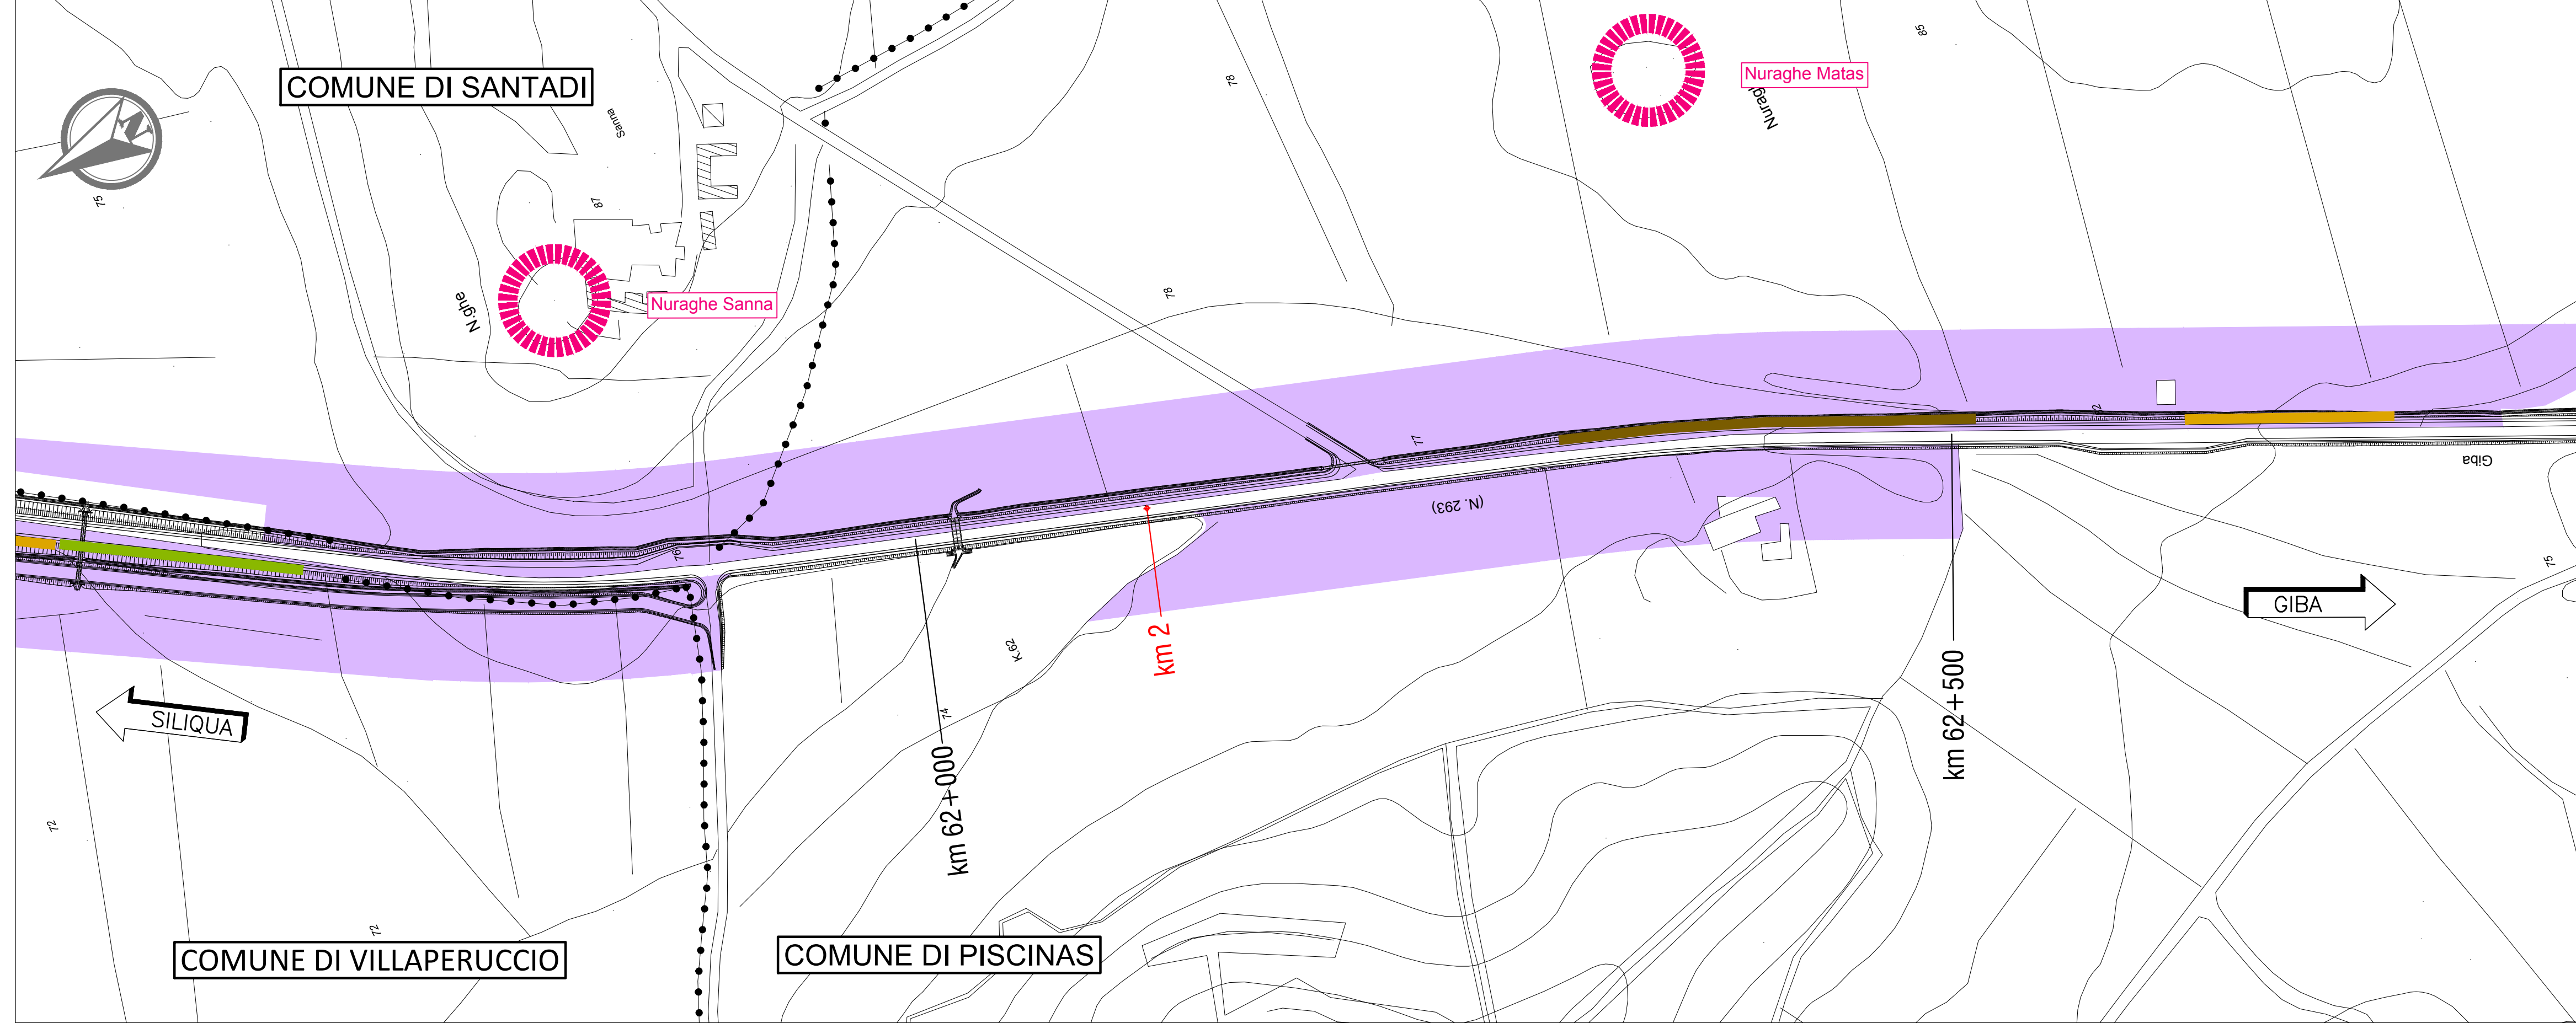 COMUNE DI SANTADI
N
75
Sanna
87
N.ghe
Nuraghe Sanna
78
78
Nuraghe Matas
Nuragh
85
77
(N. 293)
76
Giba
75
km 2
K.62
74
km 62+000
km 62+500
GIBA
SILIQUA
72
72
COMUNE DI VILLAPERUCCIO
COMUNE DI PISCINAS